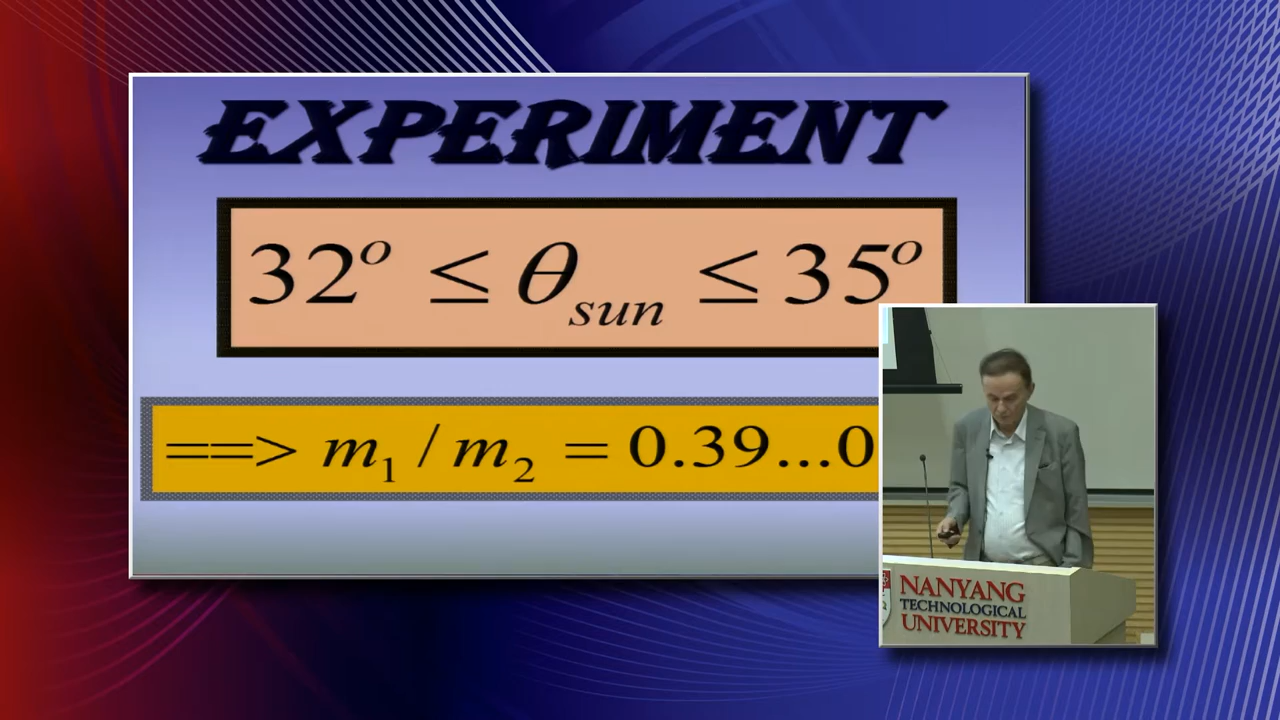 EXPERIMENT
32° ≤ θ_sun ≤ 35°
==> m₁ / m₂ = 0.39...0
NANYANG
TECHNOLOGICAL
UNIVERSITY